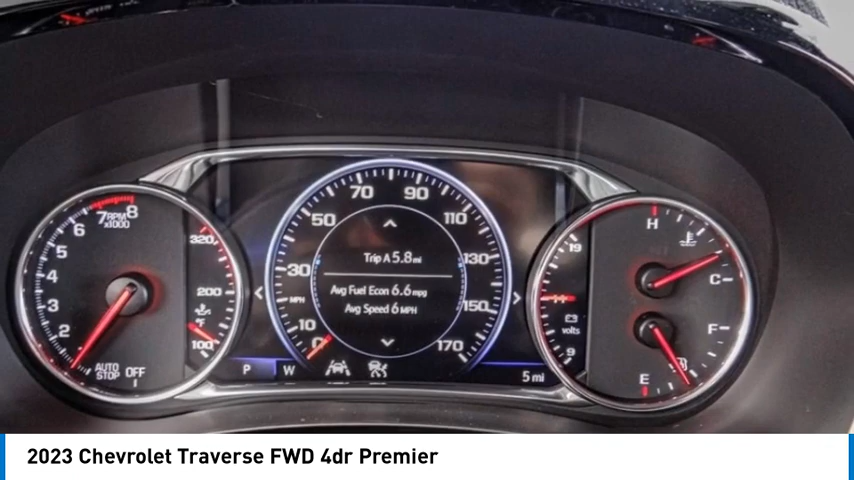 7 8
RPM
x1000
6
5
4
3
2
AUTO
STOP OFF
320
200
°F
100
70 90
50 110
30 130
MPH
150
10
0 170
Trip A 5.8 mi
Avg Fuel Econ 6.6 mpg
Avg Speed 6 MPH
P W
5 mi
19
volts
9
H
C
F
E
2023 Chevrolet Traverse FWD 4dr Premier